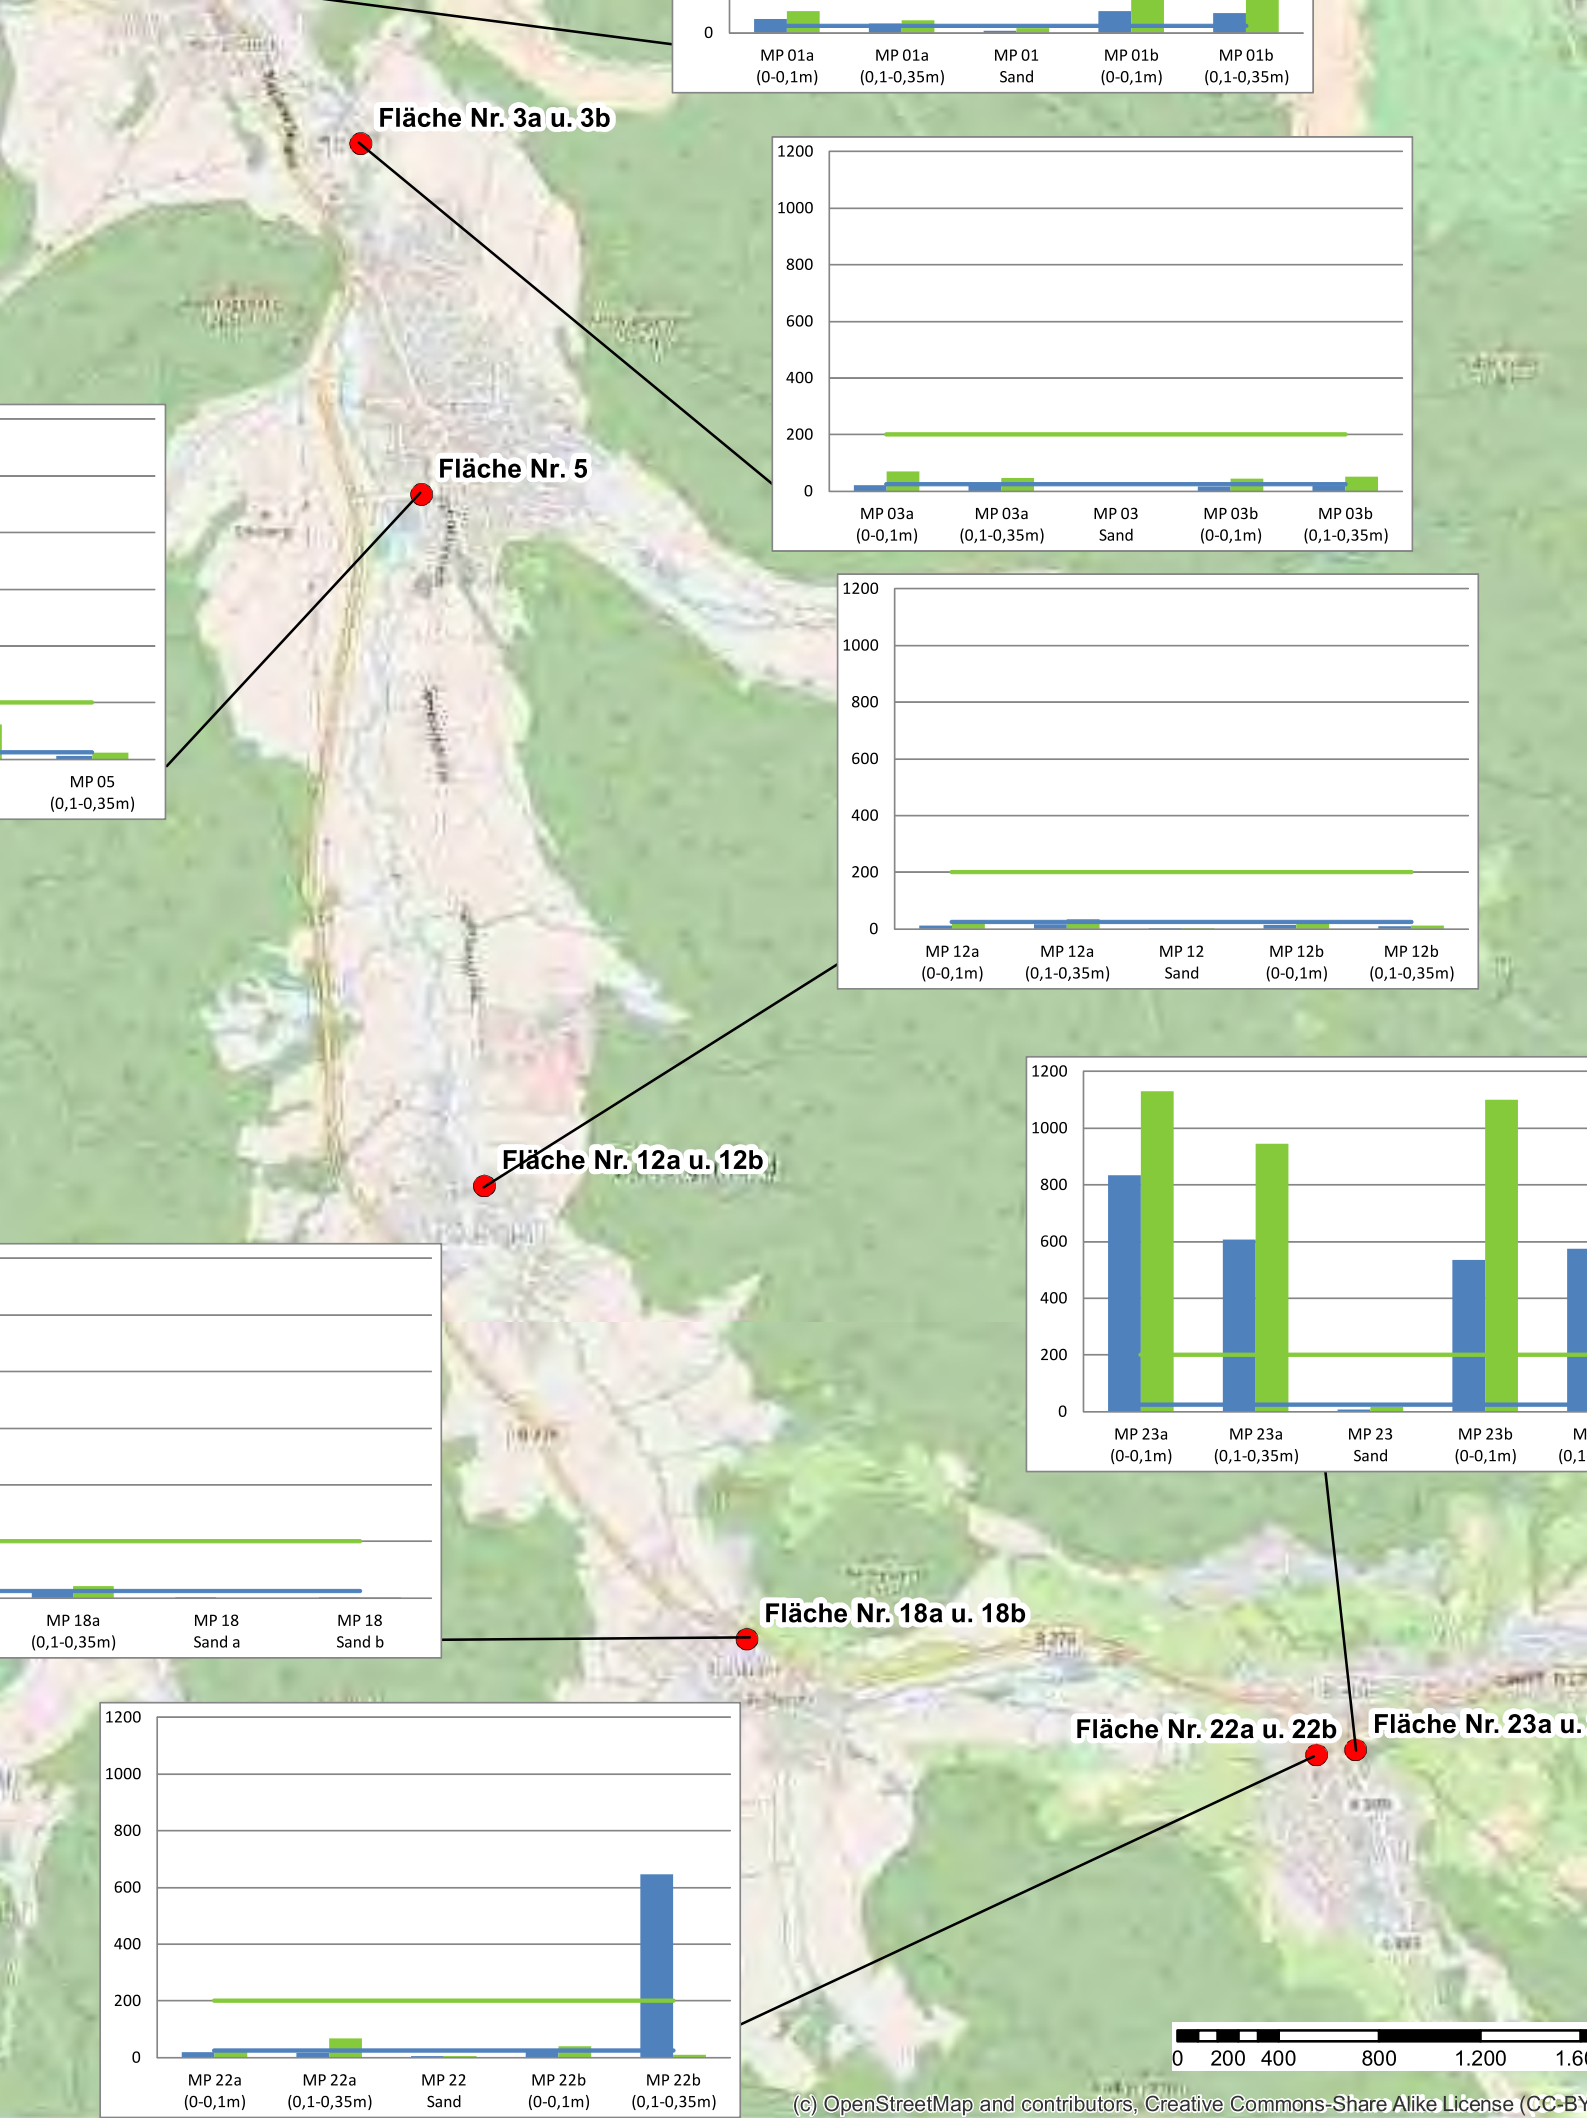 0
MP 01a MP 01a MP 01 MP 01b MP 01b
(0-0,1m) (0,1-0,35m) Sand (0-0,1m) (0,1-0,35m)
Fläche Nr. 3a u. 3b
1200
1000
800
600
400
200
0
MP 03a MP 03a MP 03 MP 03b MP 03b
(0-0,1m) (0,1-0,35m) Sand (0-0,1m) (0,1-0,35m)
Fläche Nr. 5
MP 05
(0,1-0,35m)
1200
1000
800
600
400
200
0
MP 12a MP 12a MP 12 MP 12b MP 12b
(0-0,1m) (0,1-0,35m) Sand (0-0,1m) (0,1-0,35m)
Fläche Nr. 12a u. 12b
1200
1000
800
600
400
200
0
MP 23a MP 23a MP 23 MP 23b M
(0-0,1m) (0,1-0,35m) Sand (0-0,1m) (0,1
MP 18a MP 18 MP 18
(0,1-0,35m) Sand a Sand b
Fläche Nr. 18a u. 18b
Fläche Nr. 22a u. 22b
Fläche Nr. 23a u.
1200
1000
800
600
400
200
0
MP 22a MP 22a MP 22 MP 22b MP 22b
(0-0,1m) (0,1-0,35m) Sand (0-0,1m) (0,1-0,35m)
0 200 400 800 1.200 1.60
(c) OpenStreetMap and contributors, Creative Commons-Share Alike License (CC-BY